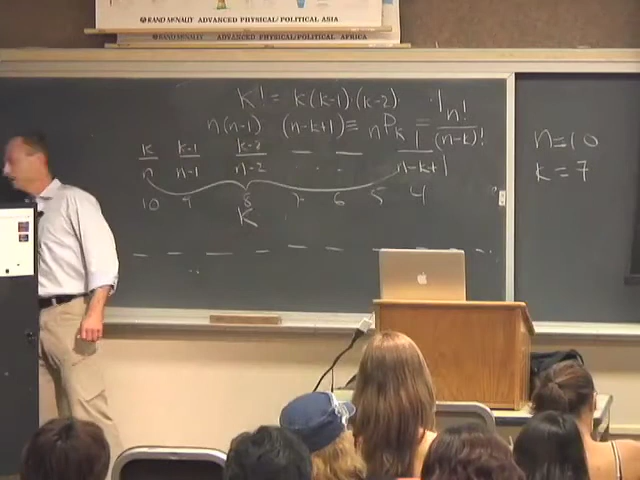 RAND McNALLY ADVANCED PHYSICAL/POLITICAL ASIA
RAND McNALLY ADVANCED PHYSICAL/POLITICAL AFRICA
K! = k(k-1)·(k-2)· ·1
n(n-1) (n-k+1) ≡ nPk = n!/(n-k)!
k/n k-1/n-1 k-2/n-2 — — 1/n-k+1
10 9 8 7 6 5 4
K
n=10
k=7